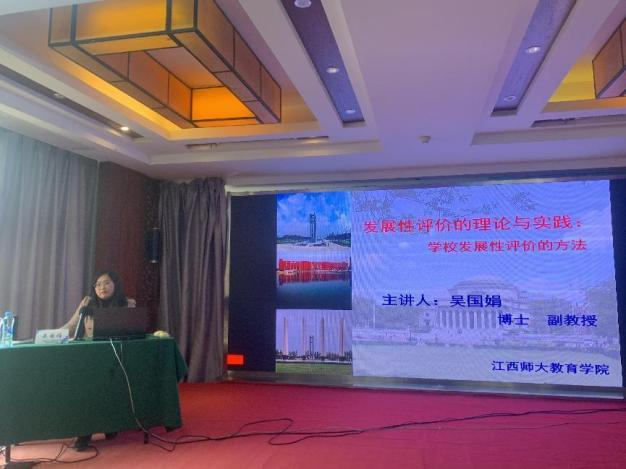 发展性评价的理论与实践：
学校发展性评价的方法
主讲人：吴国娟
博士 副教授
江西师大教育学院